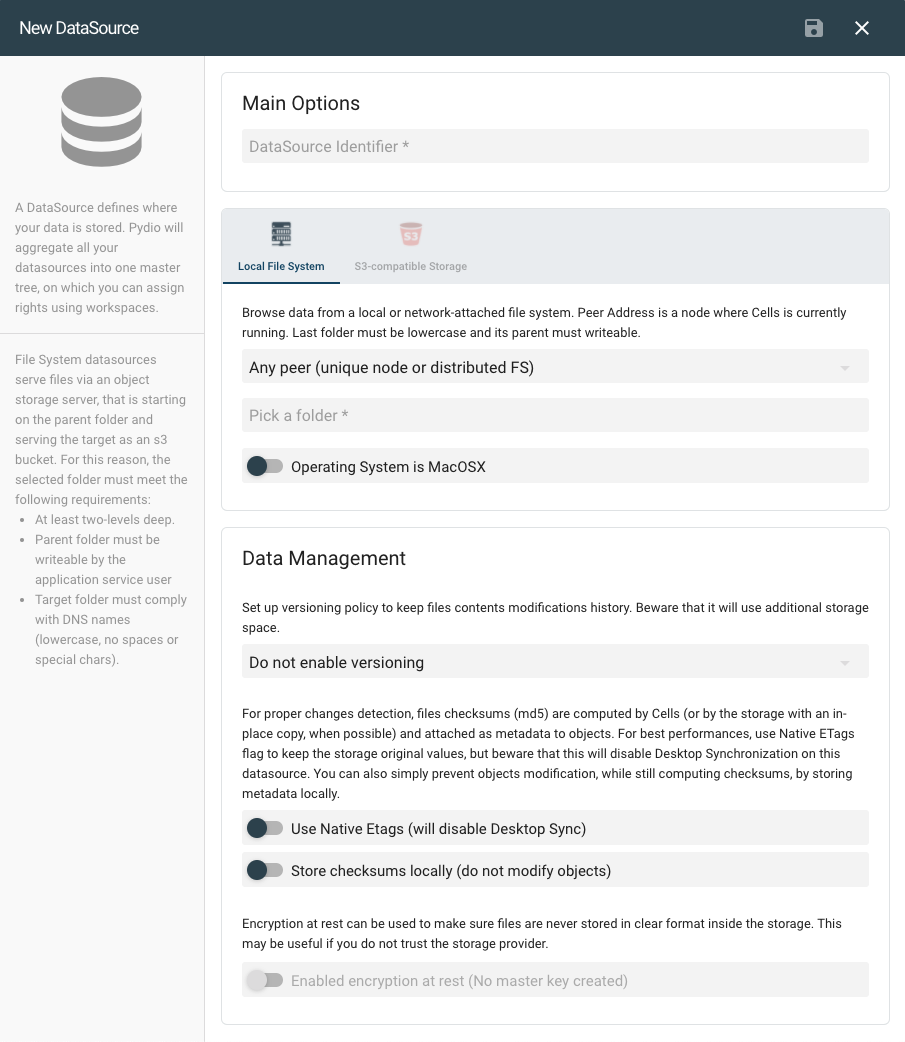 New DataSource
A DataSource defines where
your data is stored. Pydio will
aggregate all your
datasources into one master
tree, on which you can assign
rights using workspaces.
File System datasources
serve files via an object
storage server, that is starting
on the parent folder and
serving the target as an s3
bucket. For this reason, the
selected folder must meet the
following requirements:
• At least two-levels deep.
• Parent folder must be
writeable by the
application service user
• Target folder must comply
with DNS names
(lowercase, no spaces or
special chars).
Main Options
DataSource Identifier *
S3
Local File System
S3-compatible Storage
Browse data from a local or network-attached file system. Peer Address is a node where Cells is currently
running. Last folder must be lowercase and its parent must writeable.
Any peer (unique node or distributed FS)
Pick a folder *
Operating System is MacOSX
Data Management
Set up versioning policy to keep files contents modifications history. Beware that it will use additional storage
space.
Do not enable versioning
For proper changes detection, files checksums (md5) are computed by Cells (or by the storage with an in-
place copy, when possible) and attached as metadata to objects. For best performances, use Native ETags
flag to keep the storage original values, but beware that this will disable Desktop Synchronization on this
datasource. You can also simply prevent objects modification, while still computing checksums, by storing
metadata locally.
Use Native Etags (will disable Desktop Sync)
Store checksums locally (do not modify objects)
Encryption at rest can be used to make sure files are never stored in clear format inside the storage. This
may be useful if you do not trust the storage provider.
Enabled encryption at rest (No master key created)